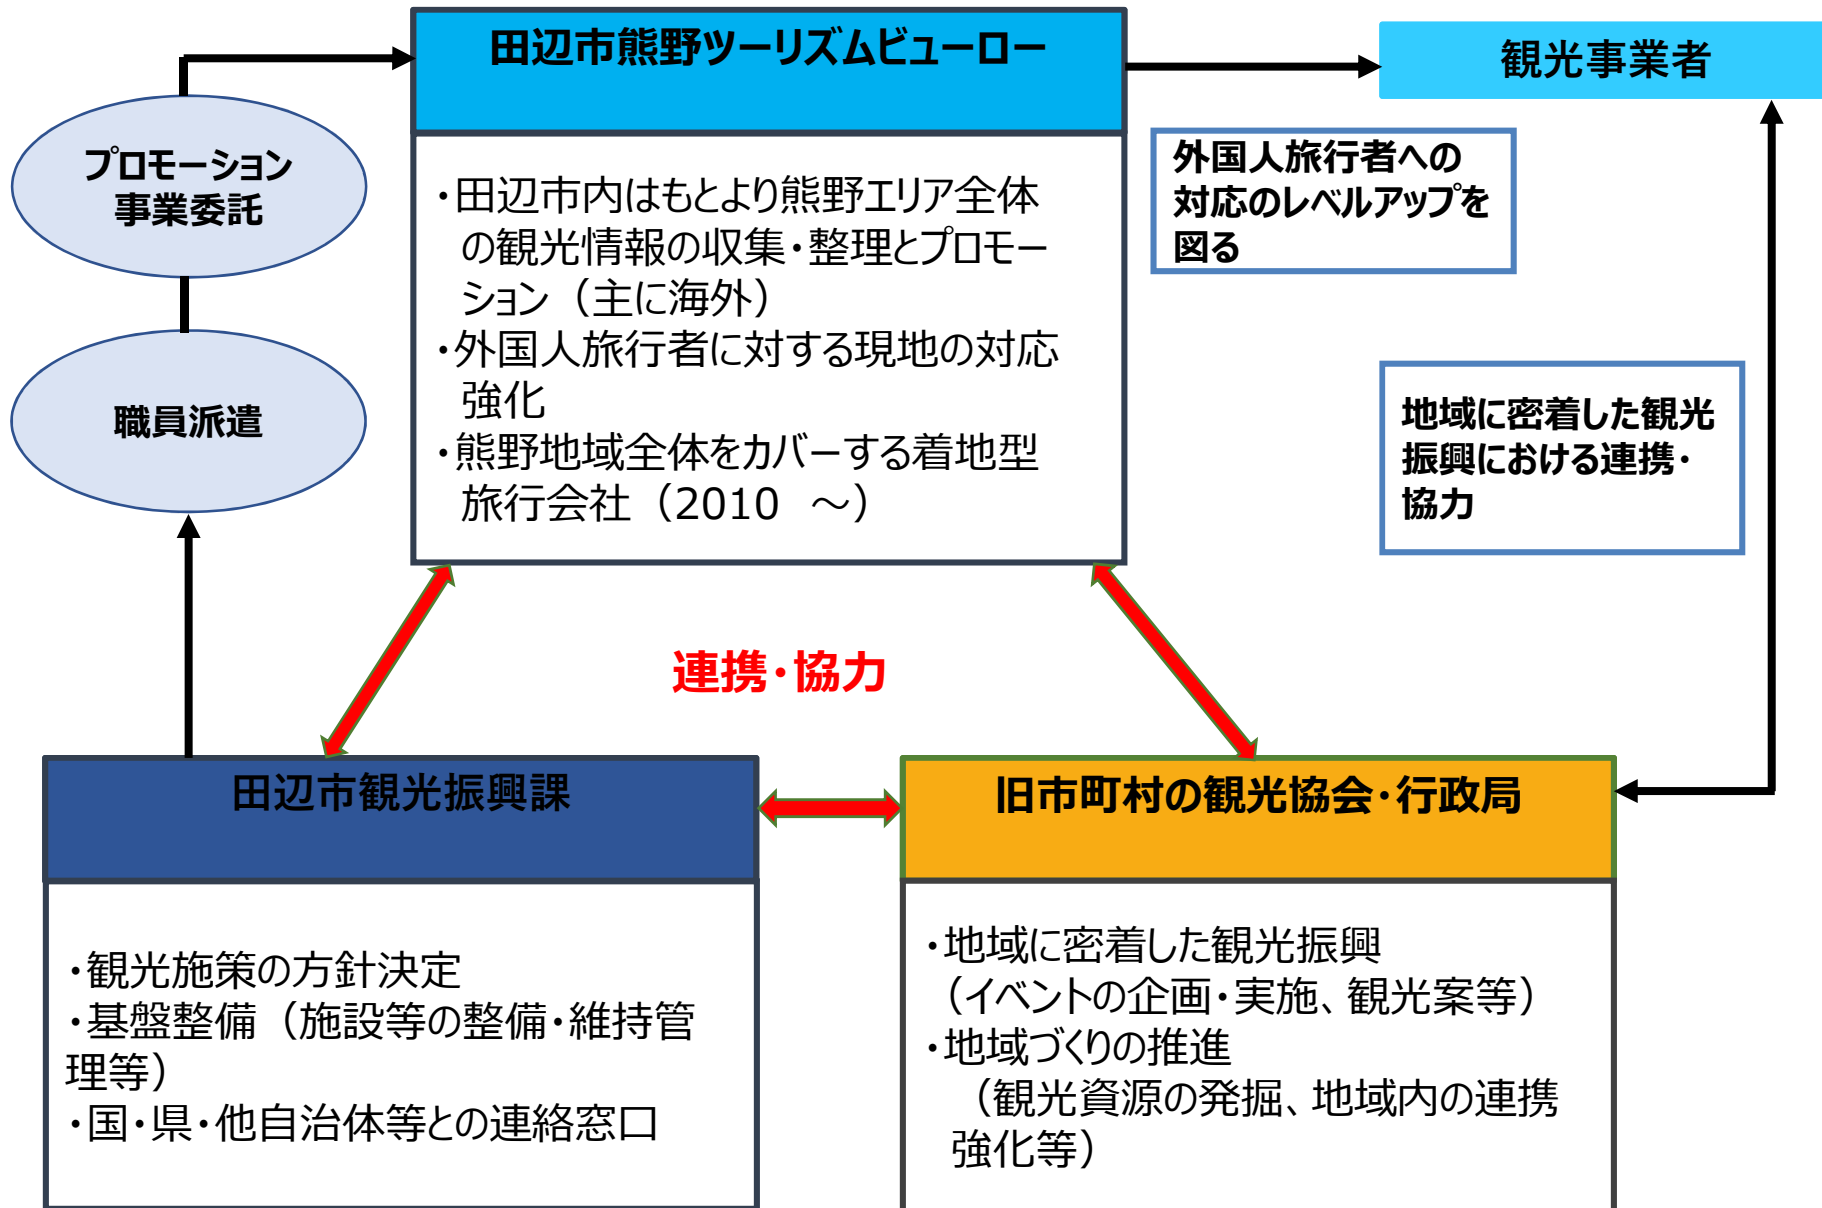 田辺市熊野ツーリズムビューロー
観光事業者
プロモーション
事業委託
職員派遣
・田辺市内はもとより熊野エリア全体
の観光情報の収集・整理とプロモー
ション（主に海外）
・外国人旅行者に対する現地の対応
強化
・熊野地域全体をカバーする着地型
旅行会社（2010　～）
外国人旅行者への
対応のレベルアップを
図る
地域に密着した観光
振興における連携・
協力
連携・協力
田辺市観光振興課
・観光施策の方針決定
・基盤整備（施設等の整備・維持管
理等）
・国・県・他自治体等との連絡窓口
旧市町村の観光協会・行政局
・地域に密着した観光振興
（イベントの企画・実施、観光案等）
・地域づくりの推進
（観光資源の発掘、地域内の連携
強化等）